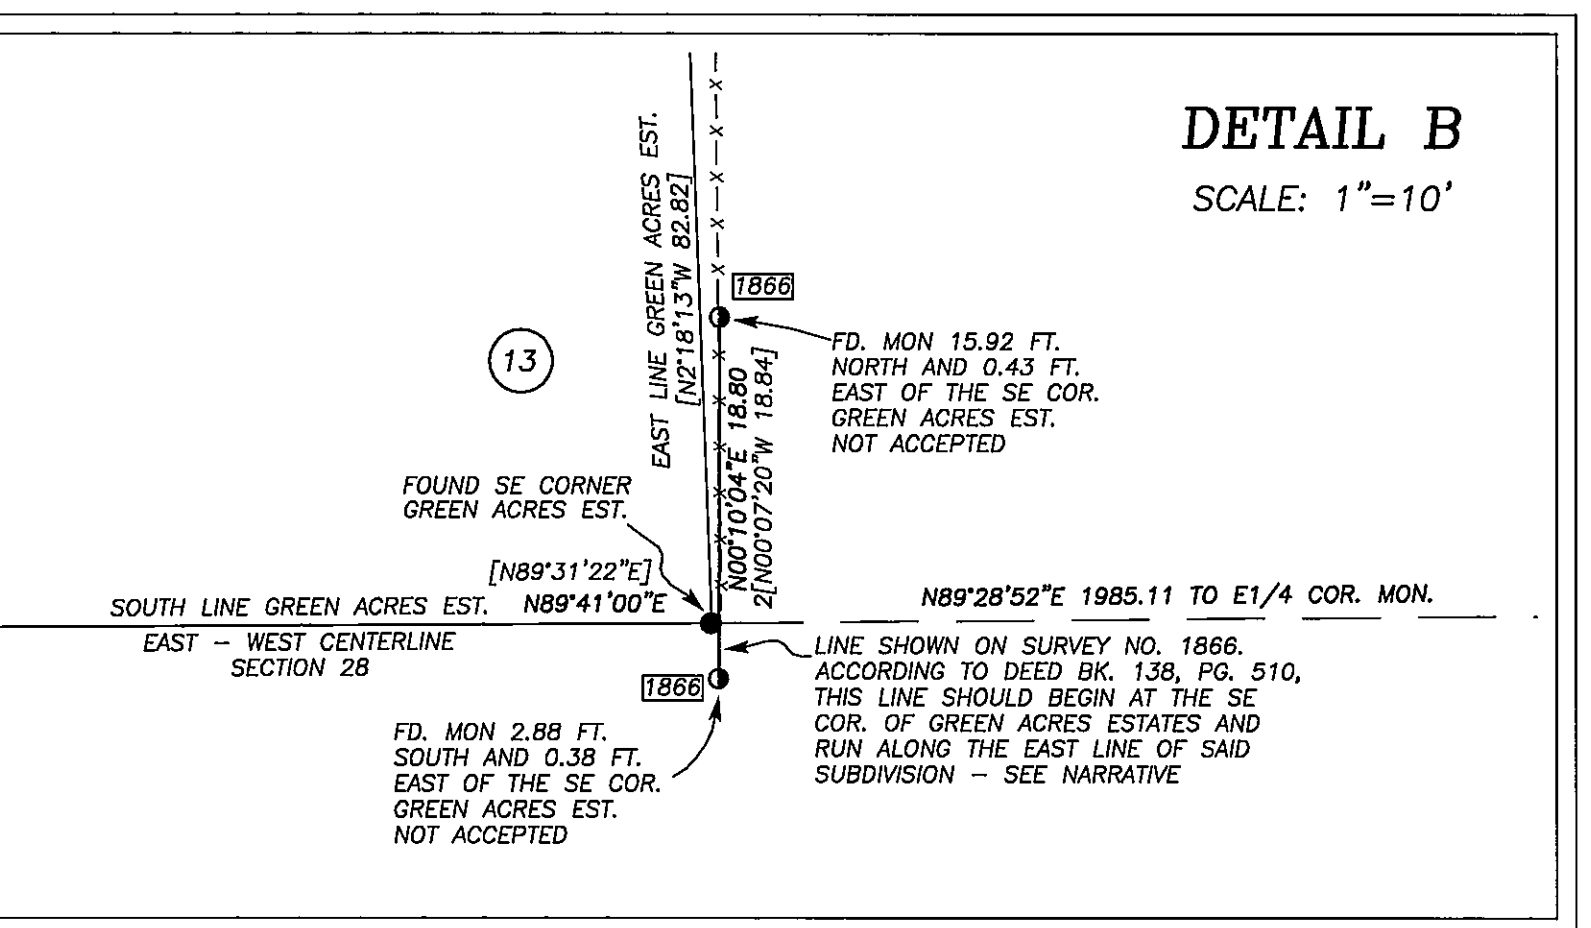 DETAIL B
SCALE: 1"=10'
EAST LINE GREEN ACRES EST.
[N2°18'13"W 82.82]
1866
13
FD. MON 15.92 FT.
NORTH AND 0.43 FT.
EAST OF THE SE COR.
GREEN ACRES EST.
NOT ACCEPTED
N00°10'04"E 18.80
2[N00°07'20"W 18.84]
FOUND SE CORNER
GREEN ACRES EST.
[N89°31'22"E]
SOUTH LINE GREEN ACRES EST. N89°41'00"E
N89°28'52"E 1985.11 TO E1/4 COR. MON.
EAST - WEST CENTERLINE
SECTION 28
LINE SHOWN ON SURVEY NO. 1866.
ACCORDING TO DEED BK. 138, PG. 510,
THIS LINE SHOULD BEGIN AT THE SE
COR. OF GREEN ACRES ESTATES AND
RUN ALONG THE EAST LINE OF SAID
SUBDIVISION - SEE NARRATIVE
1866
FD. MON 2.88 FT.
SOUTH AND 0.38 FT.
EAST OF THE SE COR.
GREEN ACRES EST.
NOT ACCEPTED